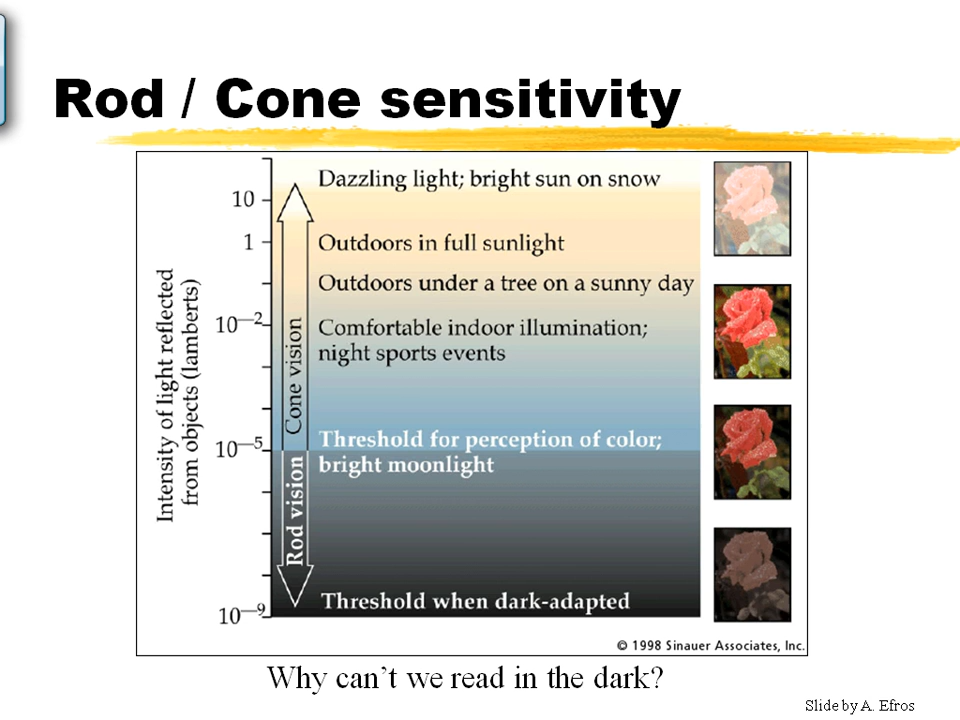 Rod / Cone sensitivity
Intensity of light reflected
from objects (lamberts)
10
1
10—2
10—5
10—9
Cone vision
Rod vision
Dazzling light; bright sun on snow
Outdoors in full sunlight
Outdoors under a tree on a sunny day
Comfortable indoor illumination;
night sports events
Threshold for perception of color;
bright moonlight
Threshold when dark-adapted
© 1998 Sinauer Associates, Inc.
Why can’t we read in the dark?
Slide by A. Efros